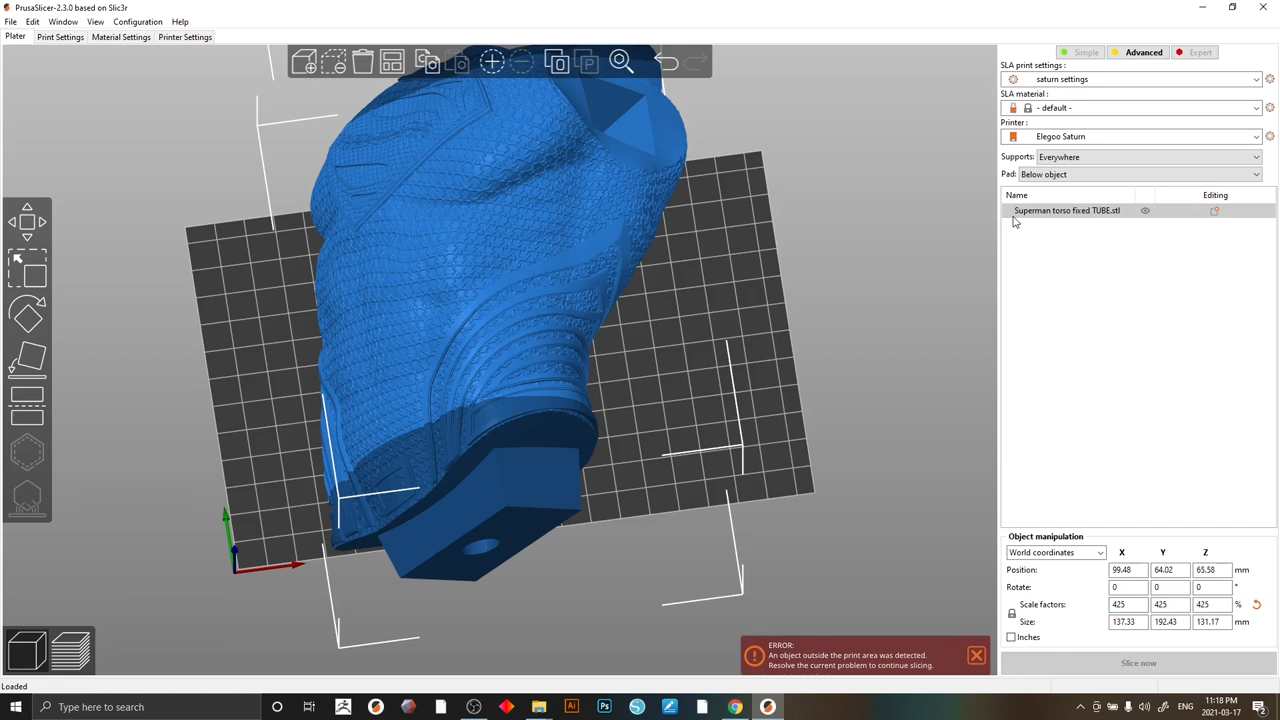 PrusaSlicer-2.3.0 based on Slic3r
File Edit Window View Configuration Help
Plater Print Settings Material Settings Printer Settings
Simple Advanced Expert
SLA print settings :
saturn settings
SLA material :
- default -
Printer :
Elegoo Saturn
Supports: Everywhere
Pad: Below object
Name Editing
Superman torso fixed TUBE.stl
P
Object manipulation
World coordinates X Y Z
Position: 99.48 64.02 65.58 mm
Rotate: 0 0 0 °
Scale factors: 425 425 425 %
Size: 137.33 192.43 131.17 mm
Inches
ERROR:
An object outside the print area was detected.
Resolve the current problem to continue slicing.
Slice now
Loaded
Type here to search
Ai Ps
ENG
11:18 PM
2021-03-17
2